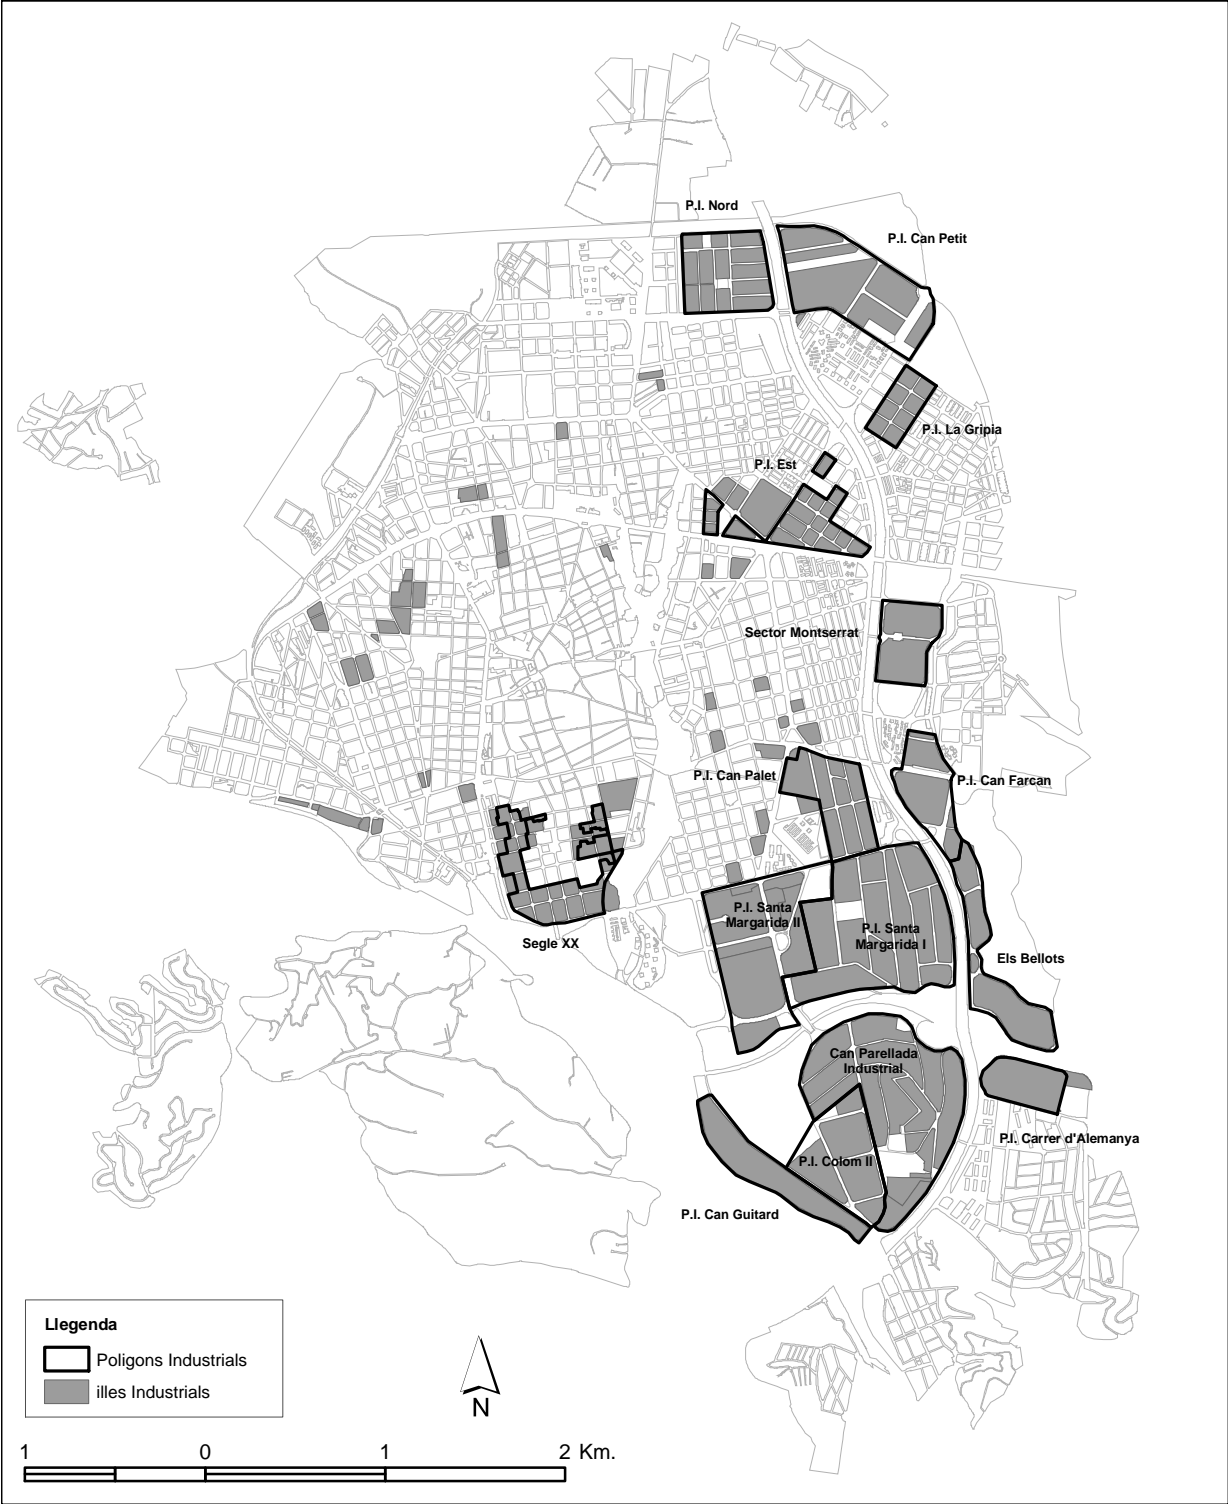 P.I. Nord
P.I. Can Petit
P.I. La Gripia
P.I. Est
Sector Montserrat
P.I. Can Palet
P.I. Can Farcan
P.I. Santa
Margarida II
P.I. Santa
Margarida I
Segle XX
Els Bellots
Can Parellada
Industrial
P.I. Carrer d'Alemanya
P.I. Colom II
P.I. Can Guitard
Llegenda
Poligons Industrials
illes Industrials
N
1 0 1 2 Km.